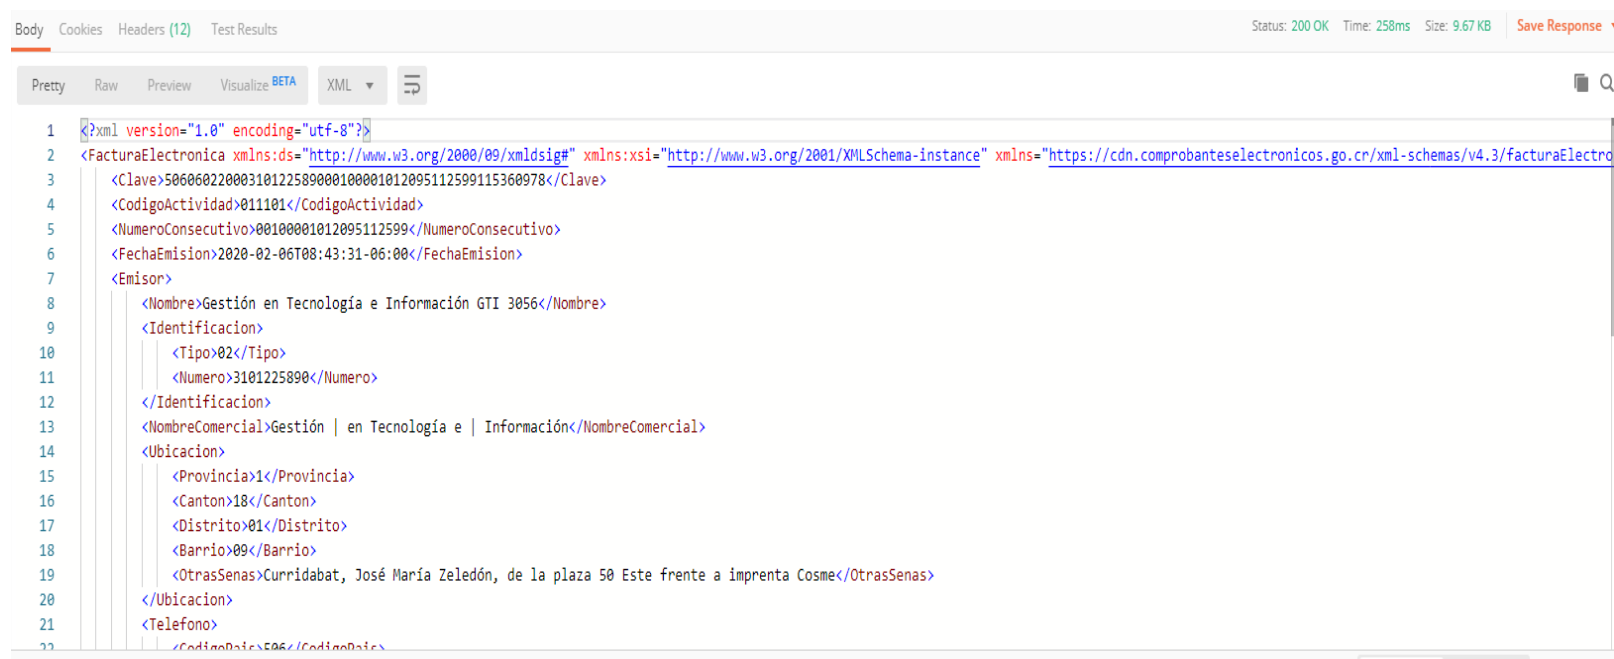 Body Cookies Headers (12) Test Results Status: 200 OK Time: 258ms Size: 9.67 KB Save Response
Pretty Raw Preview Visualize BETA XML
1 <?xml version="1.0" encoding="utf-8"?>
2 <FacturaElectronica xmlns:ds="http://www.w3.org/2000/09/xmldsig#" xmlns:xsi="http://www.w3.org/2001/XMLSchema-instance" xmlns="https://cdn.comprobanteselectronicos.go.cr/xml-schemas/v4.3/facturaElectro
3 <Clave>50606022000310122589000100001012095112599115360978</Clave>
4 <CodigoActividad>011101</CodigoActividad>
5 <NumeroConsecutivo>00100001012095112599</NumeroConsecutivo>
6 <FechaEmision>2020-02-06T08:43:31-06:00</FechaEmision>
7 <Emisor>
8 <Nombre>Gestión en Tecnología e Información GTI 3056</Nombre>
9 <Identificacion>
10 <Tipo>02</Tipo>
11 <Numero>3101225890</Numero>
12 </Identificacion>
13 <NombreComercial>Gestión | en Tecnología e | Información</NombreComercial>
14 <Ubicacion>
15 <Provincia>1</Provincia>
16 <Canton>18</Canton>
17 <Distrito>01</Distrito>
18 <Barrio>09</Barrio>
19 <OtrasSenas>Curridabat, José María Zeledón, de la plaza 50 Este frente a imprenta Cosme</OtrasSenas>
20 </Ubicacion>
21 <Telefono>
22 <CodigoPais>506</CodigoPais>